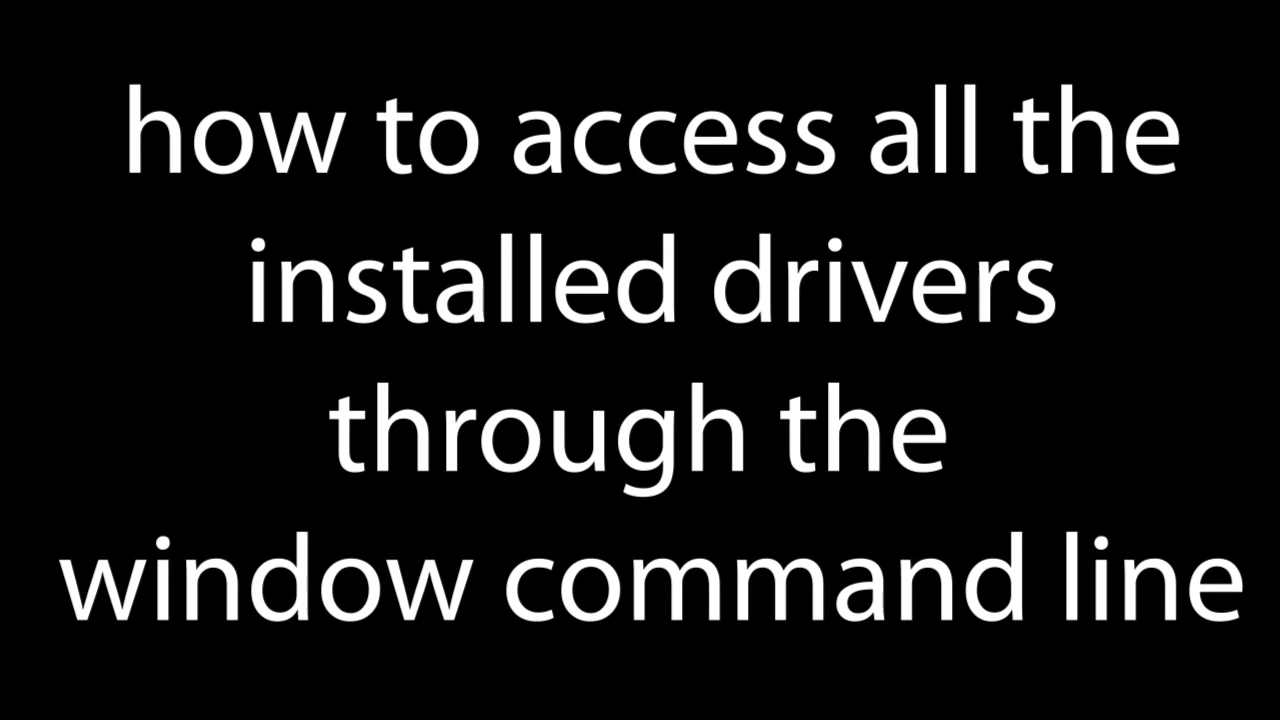 how to access all the
installed drivers
through the
window command line